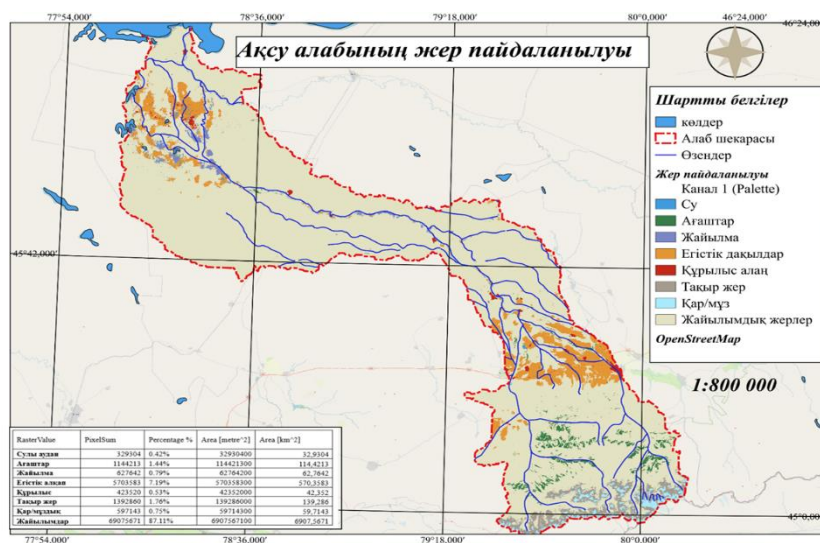 77°54,000' 78°36,000' 79°18,000' 80°0,000' 46°24,000'
46°24,000'
Ақсу алабының жер пайдаланылуы
Шартты белгілер
көлдер
Алаб шекарасы
Өзендер
Жер пайдаланылуы
Канал 1 (Palette)
Су
Ағаштар
Жайылма
Егістік дақылдар
Құрылыс алаң
Тақыр жер
Қар/мұз
Жайылымдық жерлер
OpenStreetMap
1:800 000
45°42,000'
45°42,000'
RasterValue PixelSum Percentage % Area [metre^2] Area [km^2]
Сулы аудан 329304 0.42% 32930400 32,9304
Ағаштар 1144213 1.44% 114421300 114,4213
Жайылма 627642 0.79% 62764200 62,7642
Егістік алқап 5703583 7.19% 570358300 570,3583
Құрылыс 423520 0.53% 42352000 42,352
Тақыр жер 1392860 1.76% 139286000 139,286
Қар/мұздық 597143 0.75% 59714300 59,7143
Жайылымдар 69075671 87.11% 6907567100 6907,5671
45°0,000'
77°54,000' 78°36,000' 79°18,000' 80°0,000'